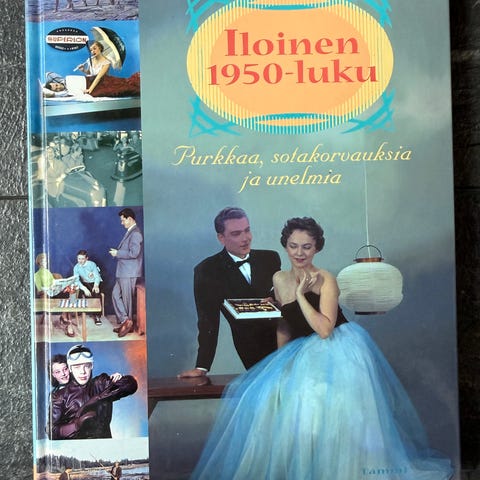 Iloinen
1950-luku
Purkkaa, sotakorvauksia
ja unelmia
Tammi